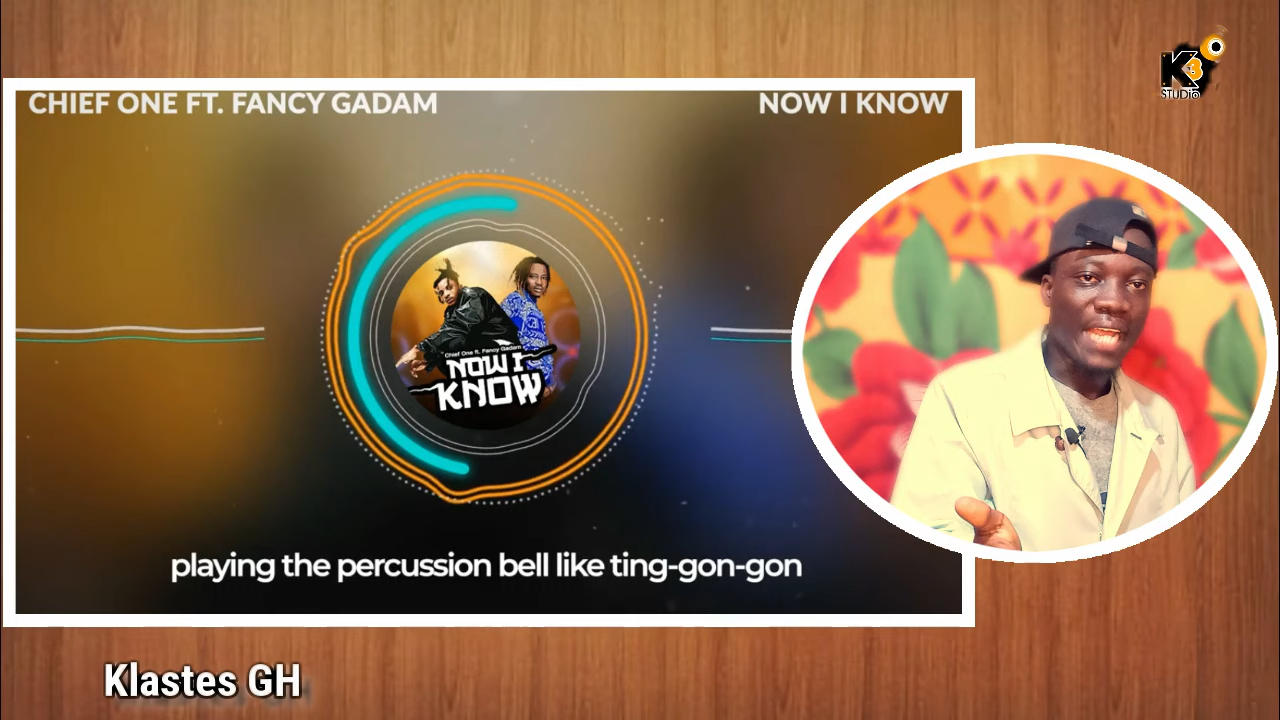 CHIEF ONE FT. FANCY GADAM
NOW I KNOW
K3
STUDIO
Chief One ft. Fancy Gadam
NOW I
KNOW
playing the percussion bell like ting-gon-gon
Klastes GH